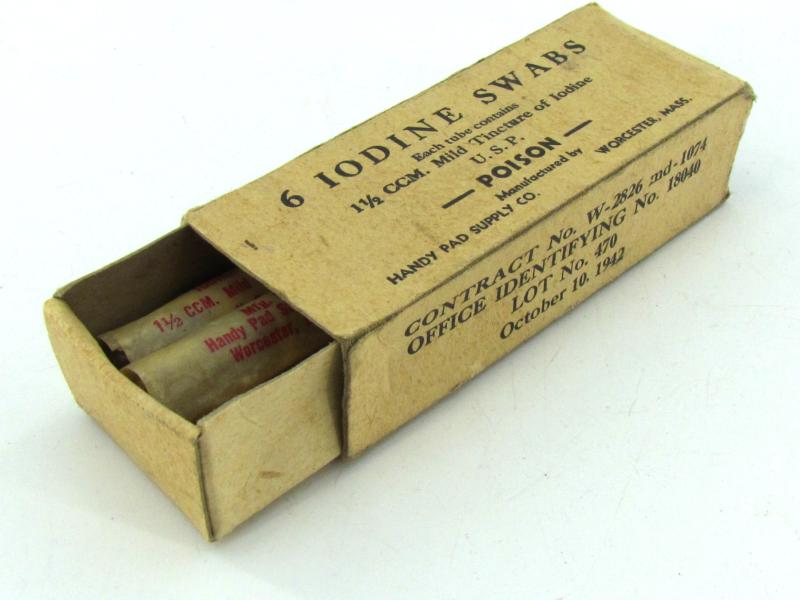 6 IODINE SWABS
Each tube contains
1½ CCM. Mild Tincture of Iodine
U.S.P.
— POISON —
Manufactured by
HANDY PAD SUPPLY CO. WORCESTER, MASS.
CONTRACT No. W-2826 md-1074
OFFICE IDENTIFYING No. 18040
LOT No. 470
October 10, 1942
1½ CCM. Mild
Mfg.
Handy Pad S
Worcester,